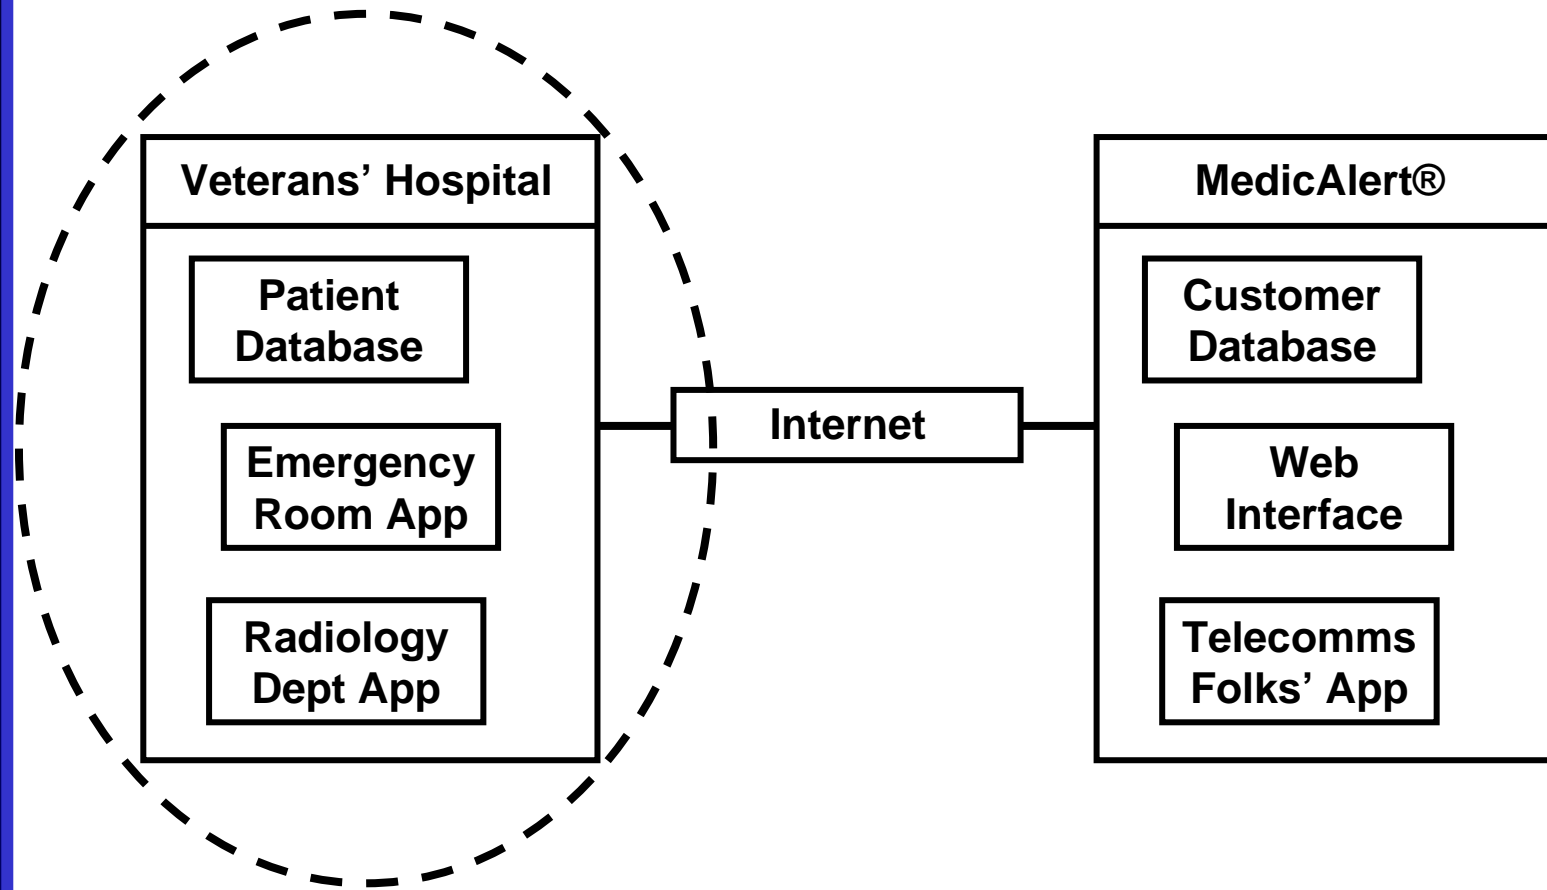 Veterans’ Hospital
Patient
Database
Emergency
Room App
Radiology
Dept App
Internet
MedicAlert®
Customer
Database
Web
Interface
Telecomms
Folks’ App